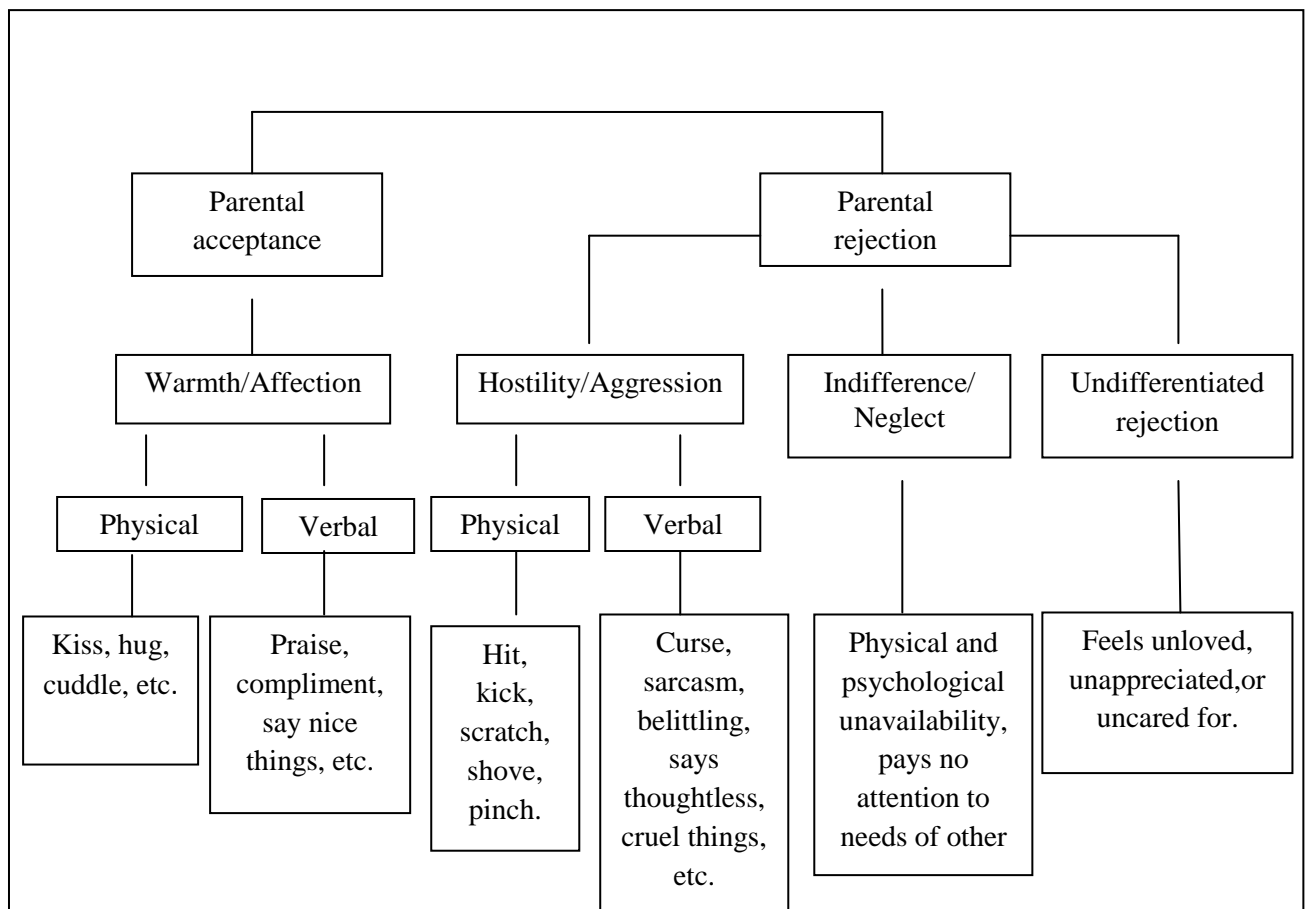 Parental
acceptance
Parental
rejection
Warmth/Affection
Hostility/Aggression
Indifference/
Neglect
Undifferentiated
rejection
Physical
Verbal
Physical
Verbal
Kiss, hug,
cuddle, etc.
Praise,
compliment,
say nice
things, etc.
Hit,
kick,
scratch,
shove,
pinch.
Curse,
sarcasm,
belittling,
says
thoughtless,
cruel things,
etc.
Physical and
psychological
unavailability,
pays no
attention to
needs of other
Feels unloved,
unappreciated,or
uncared for.